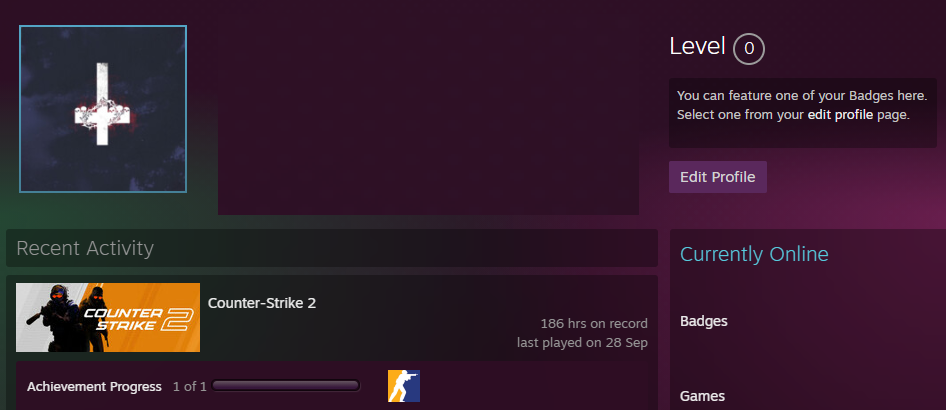 Level 0
You can feature one of your Badges here.
Select one from your edit profile page.
Edit Profile
Recent Activity
Currently Online
COUNTER
STRIKE 2
Counter-Strike 2
186 hrs on record
last played on 28 Sep
Badges
Achievement Progress 1 of 1
Games